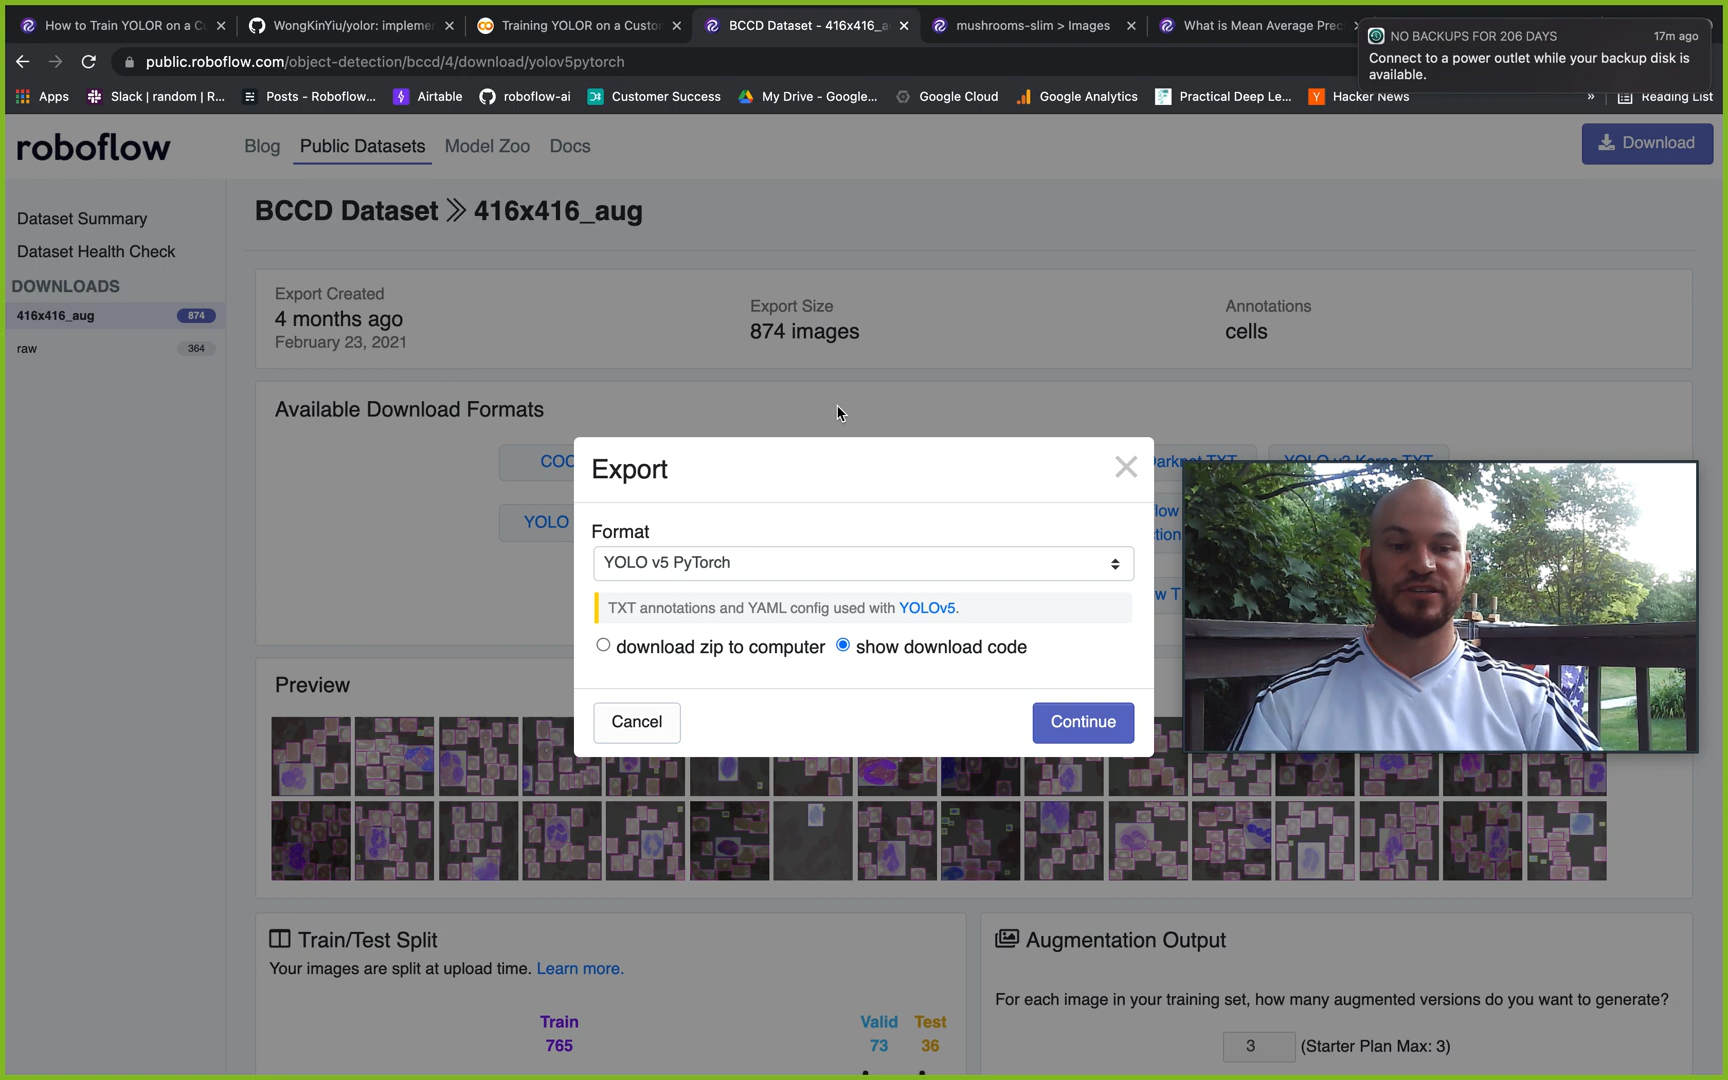 How to Train YOLOR on a C
WongKinYiu/yolor: implemen
Training YOLOR on a Custo
BCCD Dataset - 416x416_a
mushrooms-slim > Images
What is Mean Average Prec
NO BACKUPS FOR 206 DAYS
17m ago
Connect to a power outlet while your backup disk is
available.
public.roboflow.com/object-detection/bccd/4/download/yolov5pytorch
Apps
Slack | random | R...
Posts - Roboflow...
Airtable
roboflow-ai
Customer Success
My Drive - Google...
Google Cloud
Google Analytics
Practical Deep Le...
Hacker News
»
Reading List
roboflow
Blog
Public Datasets
Model Zoo
Docs
Download
Dataset Summary
Dataset Health Check
DOWNLOADS
416x416_aug 874
raw 364
BCCD Dataset >> 416x416_aug
Export Created
4 months ago
February 23, 2021
Export Size
874 images
Annotations
cells
Available Download Formats
COC
Darknet TXT
YOLO v3 Keras TXT
YOLO
Export
Format
YOLO v5 PyTorch
TXT annotations and YAML config used with YOLOv5.
download zip to computer
show download code
Cancel
Continue
Preview
Train/Test Split
Your images are split at upload time. Learn more.
Train
765
Valid
73
Test
36
Augmentation Output
For each image in your training set, how many augmented versions do you want to generate?
3 (Starter Plan Max: 3)